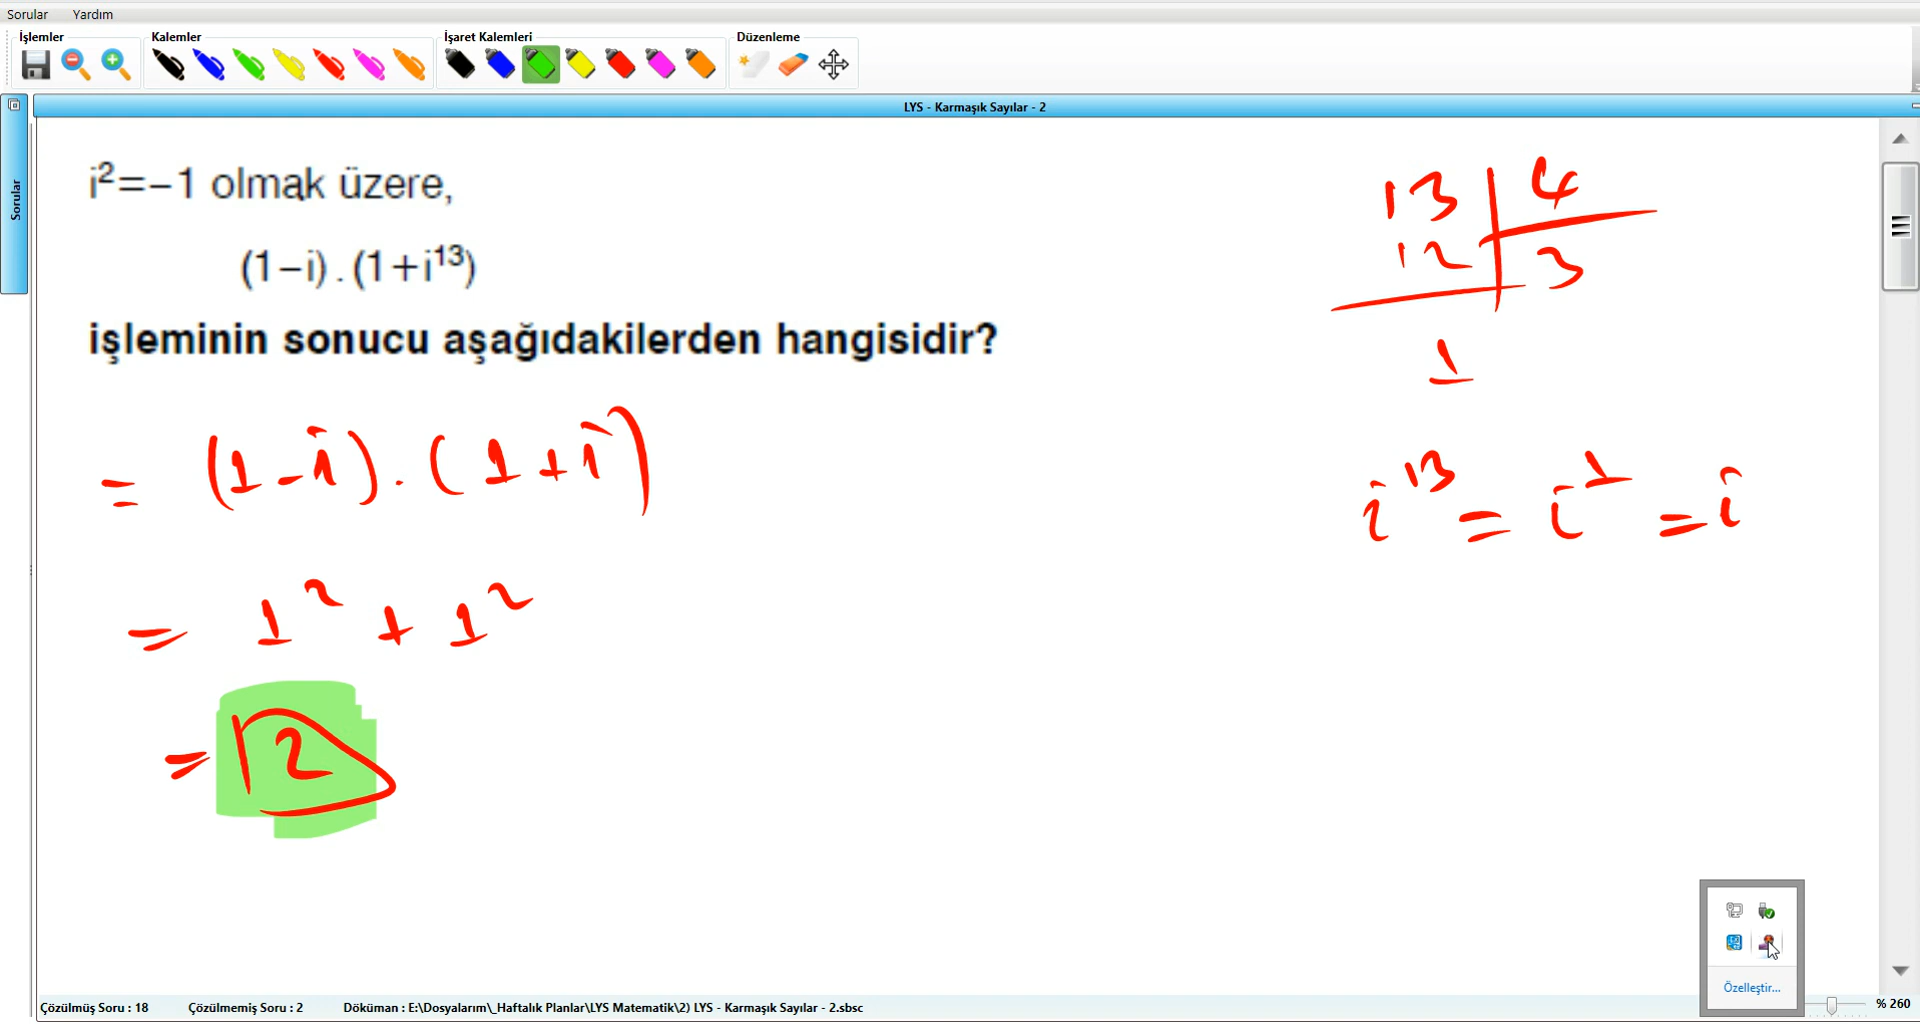 Sorular Yardım
İşlemler Kalemler İşaret Kalemleri Düzenleme
LYS - Karmaşık Sayılar - 2
Sorular
i²=−1 olmak üzere,
(1−i) . (1+i¹³)
işleminin sonucu aşağıdakilerden hangisidir?
= (1-i) . (1+i)
= 1² + 1²
= 2
13 4
12 3
1
i¹³ = i¹ = i
Özelleştir...
Çözülmüş Soru : 18 Çözülmemiş Soru : 2 Döküman : E:\Dosyalarım\_Haftalık Planlar\LYS Matematik\2) LYS - Karmaşık Sayılar - 2.sbsc % 260